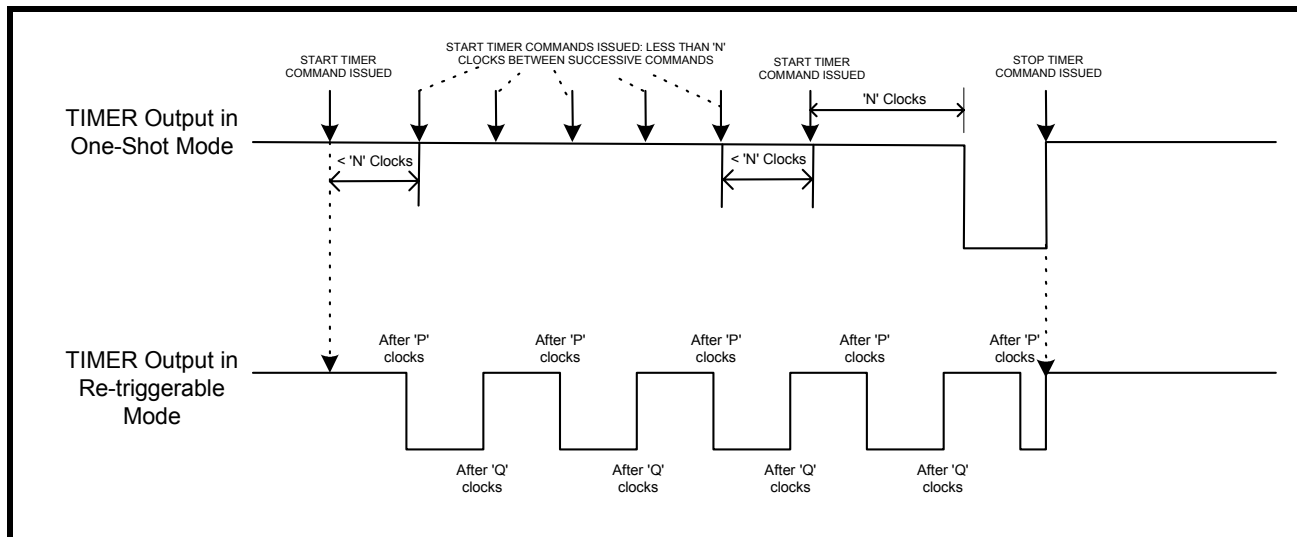 START TIMER
COMMAND ISSUED
START TIMER COMMANDS ISSUED: LESS THAN 'N'
CLOCKS BETWEEN SUCCESSIVE COMMANDS
START TIMER
COMMAND ISSUED
STOP TIMER
COMMAND ISSUED
'N' Clocks
TIMER Output in
One-Shot Mode
< 'N' Clocks
< 'N' Clocks
After 'P'
clocks
After 'P'
clocks
After 'P'
clocks
After 'P'
clocks
After 'P'
clocks
TIMER Output in
Re-triggerable
Mode
After 'Q'
clocks
After 'Q'
clocks
After 'Q'
clocks
After 'Q'
clocks